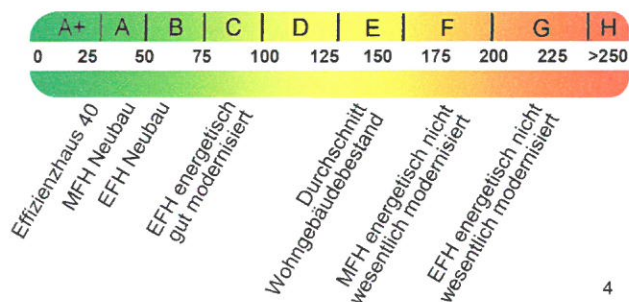 A+ A B C D E F G H
0 25 50 75 100 125 150 175 200 225 >250
Effizienzhaus 40
MFH Neubau
EFH Neubau
EFH energetisch
gut modernisiert
Durchschnitt
Wohngebäudebestand
MFH energetisch nicht
wesentlich modernisiert
EFH energetisch nicht
wesentlich modernisiert
4